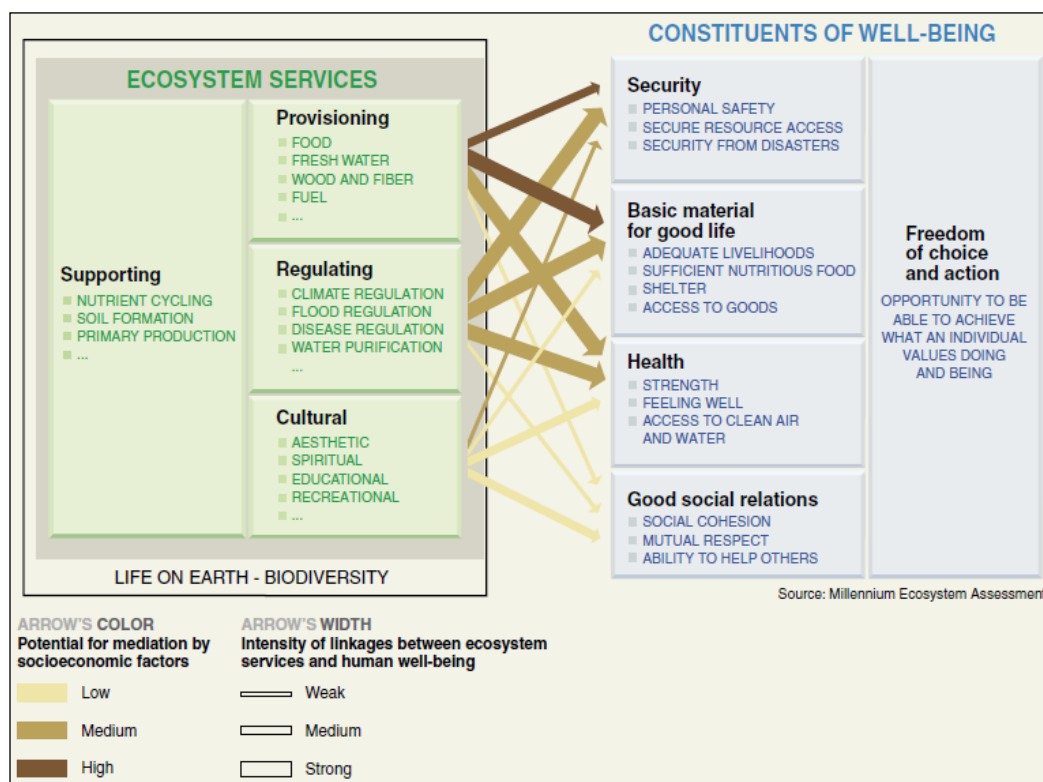 CONSTITUENTS OF WELL-BEING
ECOSYSTEM SERVICES
Supporting
NUTRIENT CYCLING
SOIL FORMATION
PRIMARY PRODUCTION
...
Provisioning
FOOD
FRESH WATER
WOOD AND FIBER
FUEL
...
Regulating
CLIMATE REGULATION
FLOOD REGULATION
DISEASE REGULATION
WATER PURIFICATION
...
Cultural
AESTHETIC
SPIRITUAL
EDUCATIONAL
RECREATIONAL
...
LIFE ON EARTH - BIODIVERSITY
Security
PERSONAL SAFETY
SECURE RESOURCE ACCESS
SECURITY FROM DISASTERS
Basic material
for good life
ADEQUATE LIVELIHOODS
SUFFICIENT NUTRITIOUS FOOD
SHELTER
ACCESS TO GOODS
Health
STRENGTH
FEELING WELL
ACCESS TO CLEAN AIR
AND WATER
Good social relations
SOCIAL COHESION
MUTUAL RESPECT
ABILITY TO HELP OTHERS
Freedom
of choice
and action
OPPORTUNITY TO BE
ABLE TO ACHIEVE
WHAT AN INDIVIDUAL
VALUES DOING
AND BEING
Source: Millennium Ecosystem Assessment
ARROW'S COLOR
Potential for mediation by
socioeconomic factors
Low
Medium
High
ARROW'S WIDTH
Intensity of linkages between ecosystem
services and human well-being
Weak
Medium
Strong